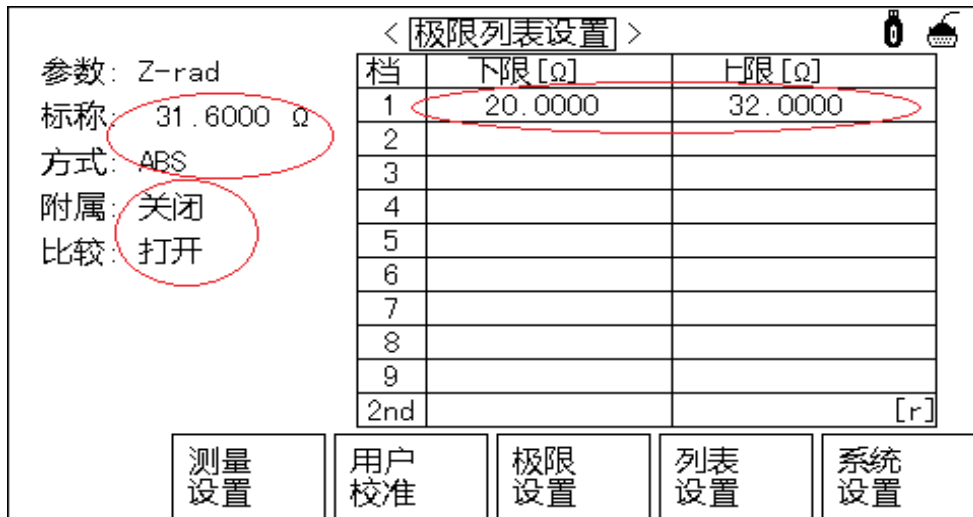 < 极限列表设置 >
参数: Z-rad
标称: 31.6000 Ω
方式: ABS
附属: 关闭
比较: 打开
档 下限[Ω] 上限[Ω]
1 20.0000 32.0000
2
3
4
5
6
7
8
9
2nd [r]
测量设置 用户校准 极限设置 列表设置 系统设置